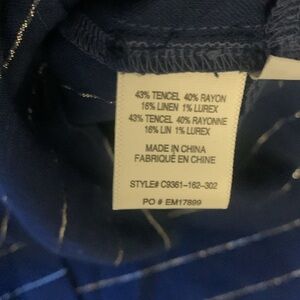 43% TENCEL 40% RAYON
16% LINEN 1% LUREX
43% TENCEL 40% RAYONNE
16% LIN 1% LUREX
MADE IN CHINA
FABRIQUÉ EN CHINE
STYLE# C9361-162-302
PO # EM17899